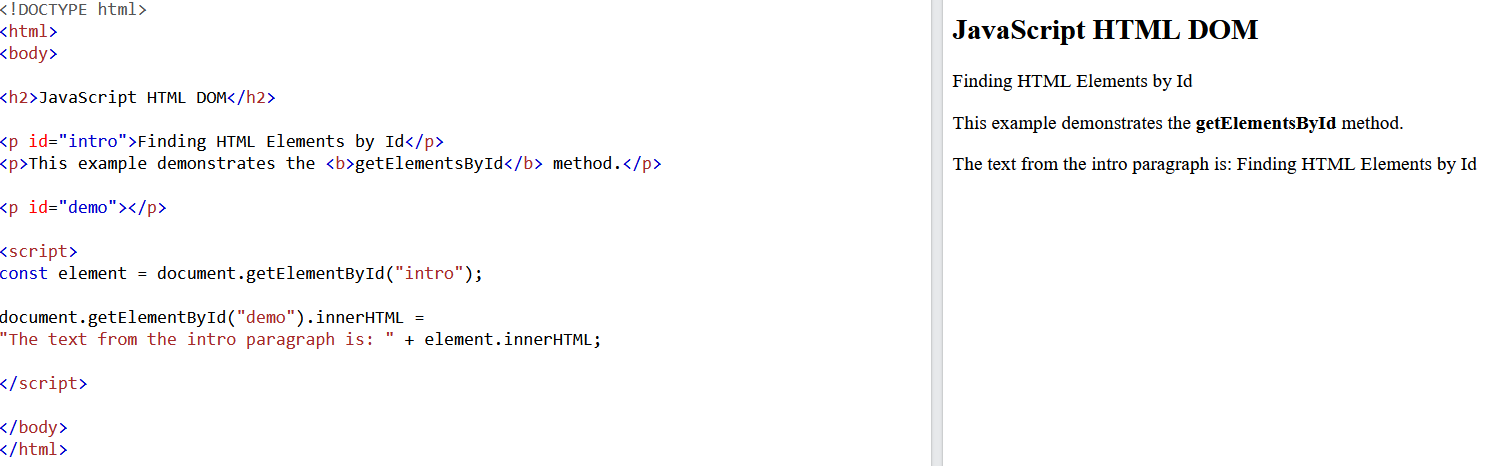 <!DOCTYPE html>
<html>
<body>
<h2>JavaScript HTML DOM</h2>
<p id="intro">Finding HTML Elements by Id</p>
<p>This example demonstrates the <b>getElementsById</b> method.</p>
<p id="demo"></p>
<script>
const element = document.getElementById("intro");
document.getElementById("demo").innerHTML =
"The text from the intro paragraph is: " + element.innerHTML;
</script>
</body>
</html>
JavaScript HTML DOM
Finding HTML Elements by Id
This example demonstrates the getElementsById method.
The text from the intro paragraph is: Finding HTML Elements by Id